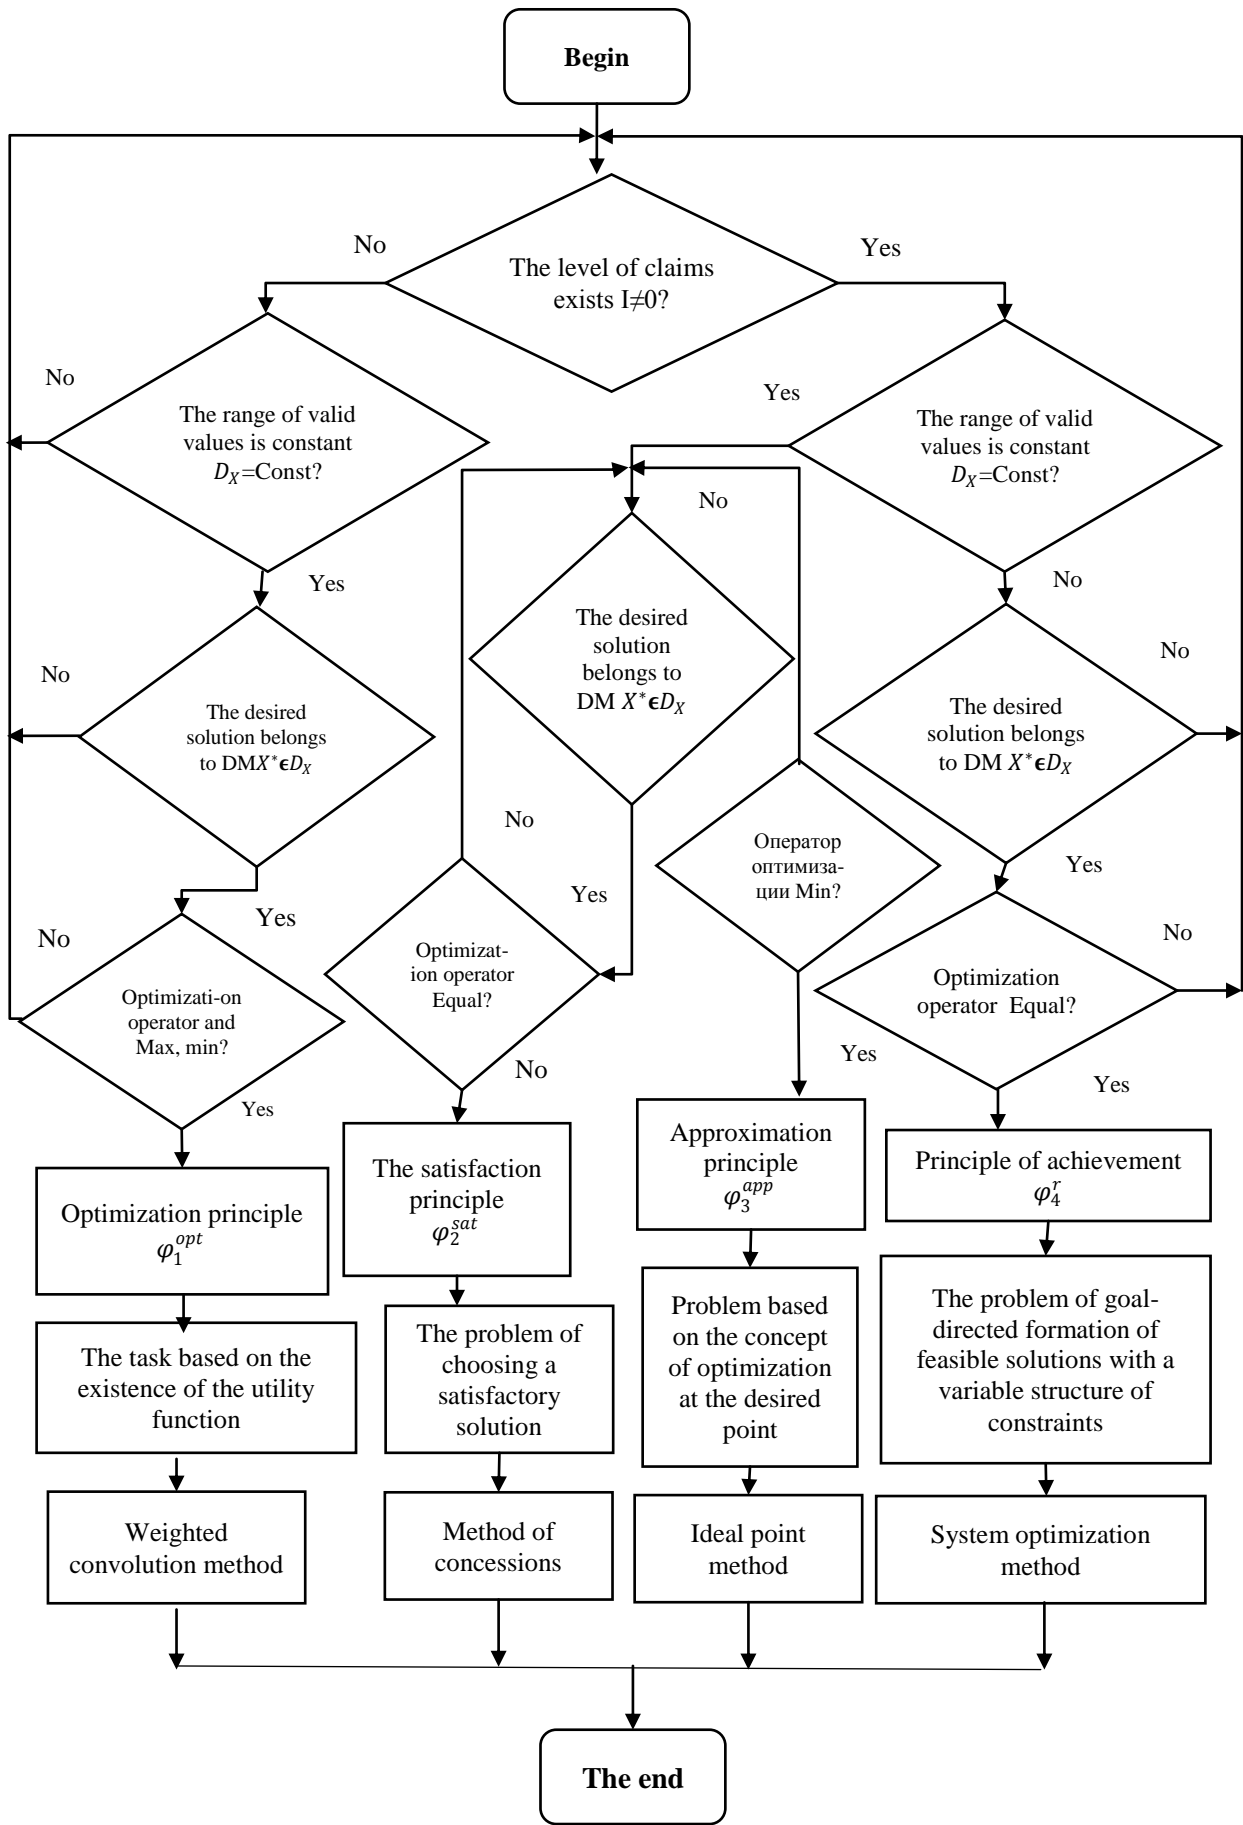 Begin
No
Yes
The level of claims
exists I≠0?
No
The range of valid
values is constant
D_X=Const?
Yes
The range of valid
values is constant
D_X=Const?
No
Yes
No
The desired
solution
belongs to
DM X*ϵD_X
No
The desired
solution belongs
to DMX*ϵD_X
No
The desired
solution belongs
to DM X*ϵD_X
No
Оператор
оптимиза-
ции Min?
Yes
Yes
Yes
No
Optimizati-on
operator and
Max, min?
Optimizat-
ion operator
Equal?
No
Optimization
operator Equal?
Yes
No
Yes
Yes
Optimization principle
φ_1^opt
The satisfaction
principle
φ_2^sat
Approximation
principle
φ_3^app
Principle of achievement
φ_4^r
The task based on the
existence of the utility
function
The problem of
choosing a
satisfactory
solution
Problem based
on the concept
of optimization
at the desired
point
The problem of goal-
directed formation of
feasible solutions with a
variable structure of
constraints
Weighted
convolution method
Method of
concessions
Ideal point
method
System optimization
method
The end